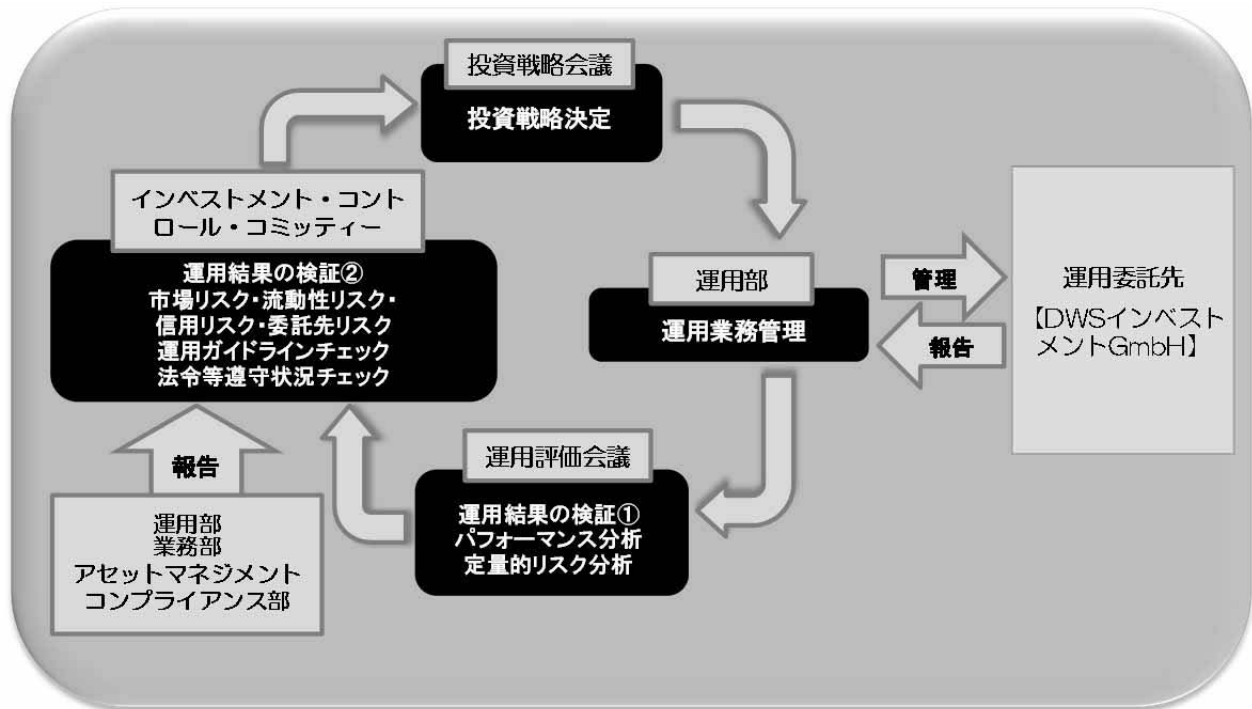 投資戦略会議
投資戦略決定
インベストメント・コント
ロール・コミッティー
運用結果の検証②
市場リスク・流動性リスク・
信用リスク・委託先リスク
運用ガイドラインチェック
法令等遵守状況チェック
運用部
運用業務管理
管理
報告
運用委託先
【DWSインベスト
メントGmbH】
運用評価会議
運用結果の検証①
パフォーマンス分析
定量的リスク分析
報告
運用部
業務部
アセットマネジメント
コンプライアンス部